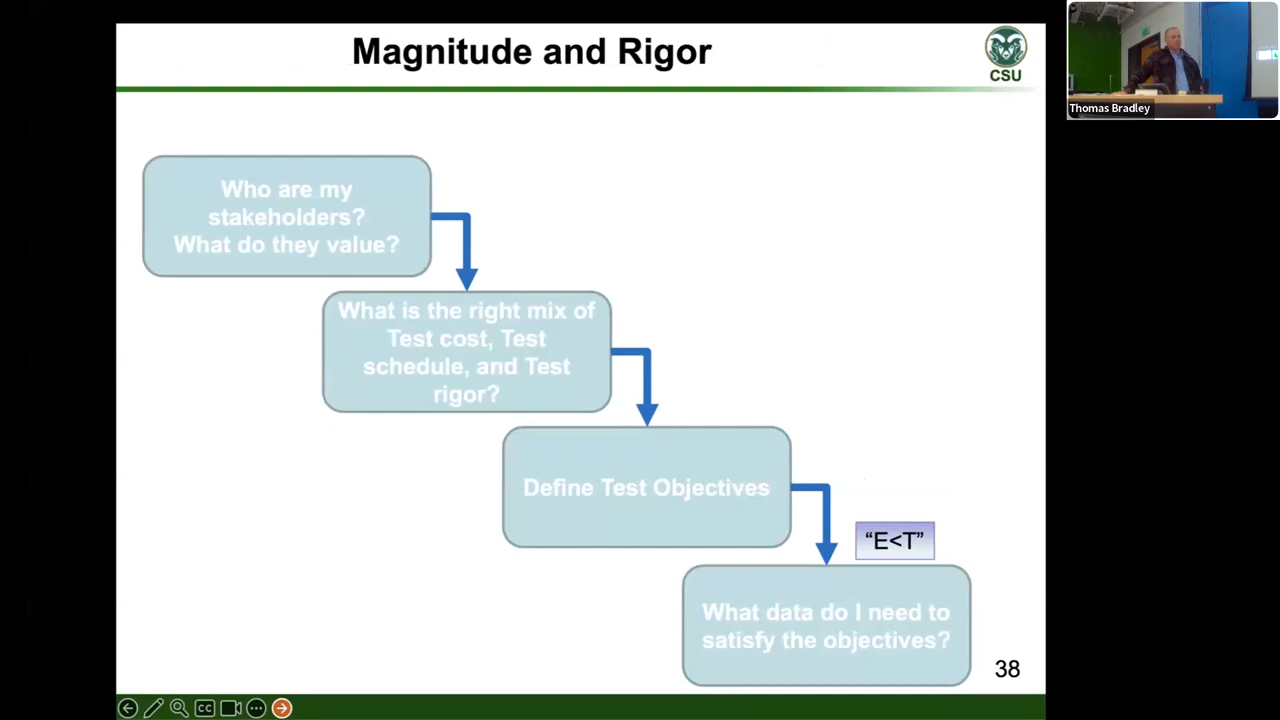 Magnitude and Rigor
CSU
Thomas Bradley
Who are my
stakeholders?
What do they value?
What is the right mix of
Test cost, Test
schedule, and Test
rigor?
Define Test Objectives
“E<T”
What data do I need to
satisfy the objectives?
38
CC